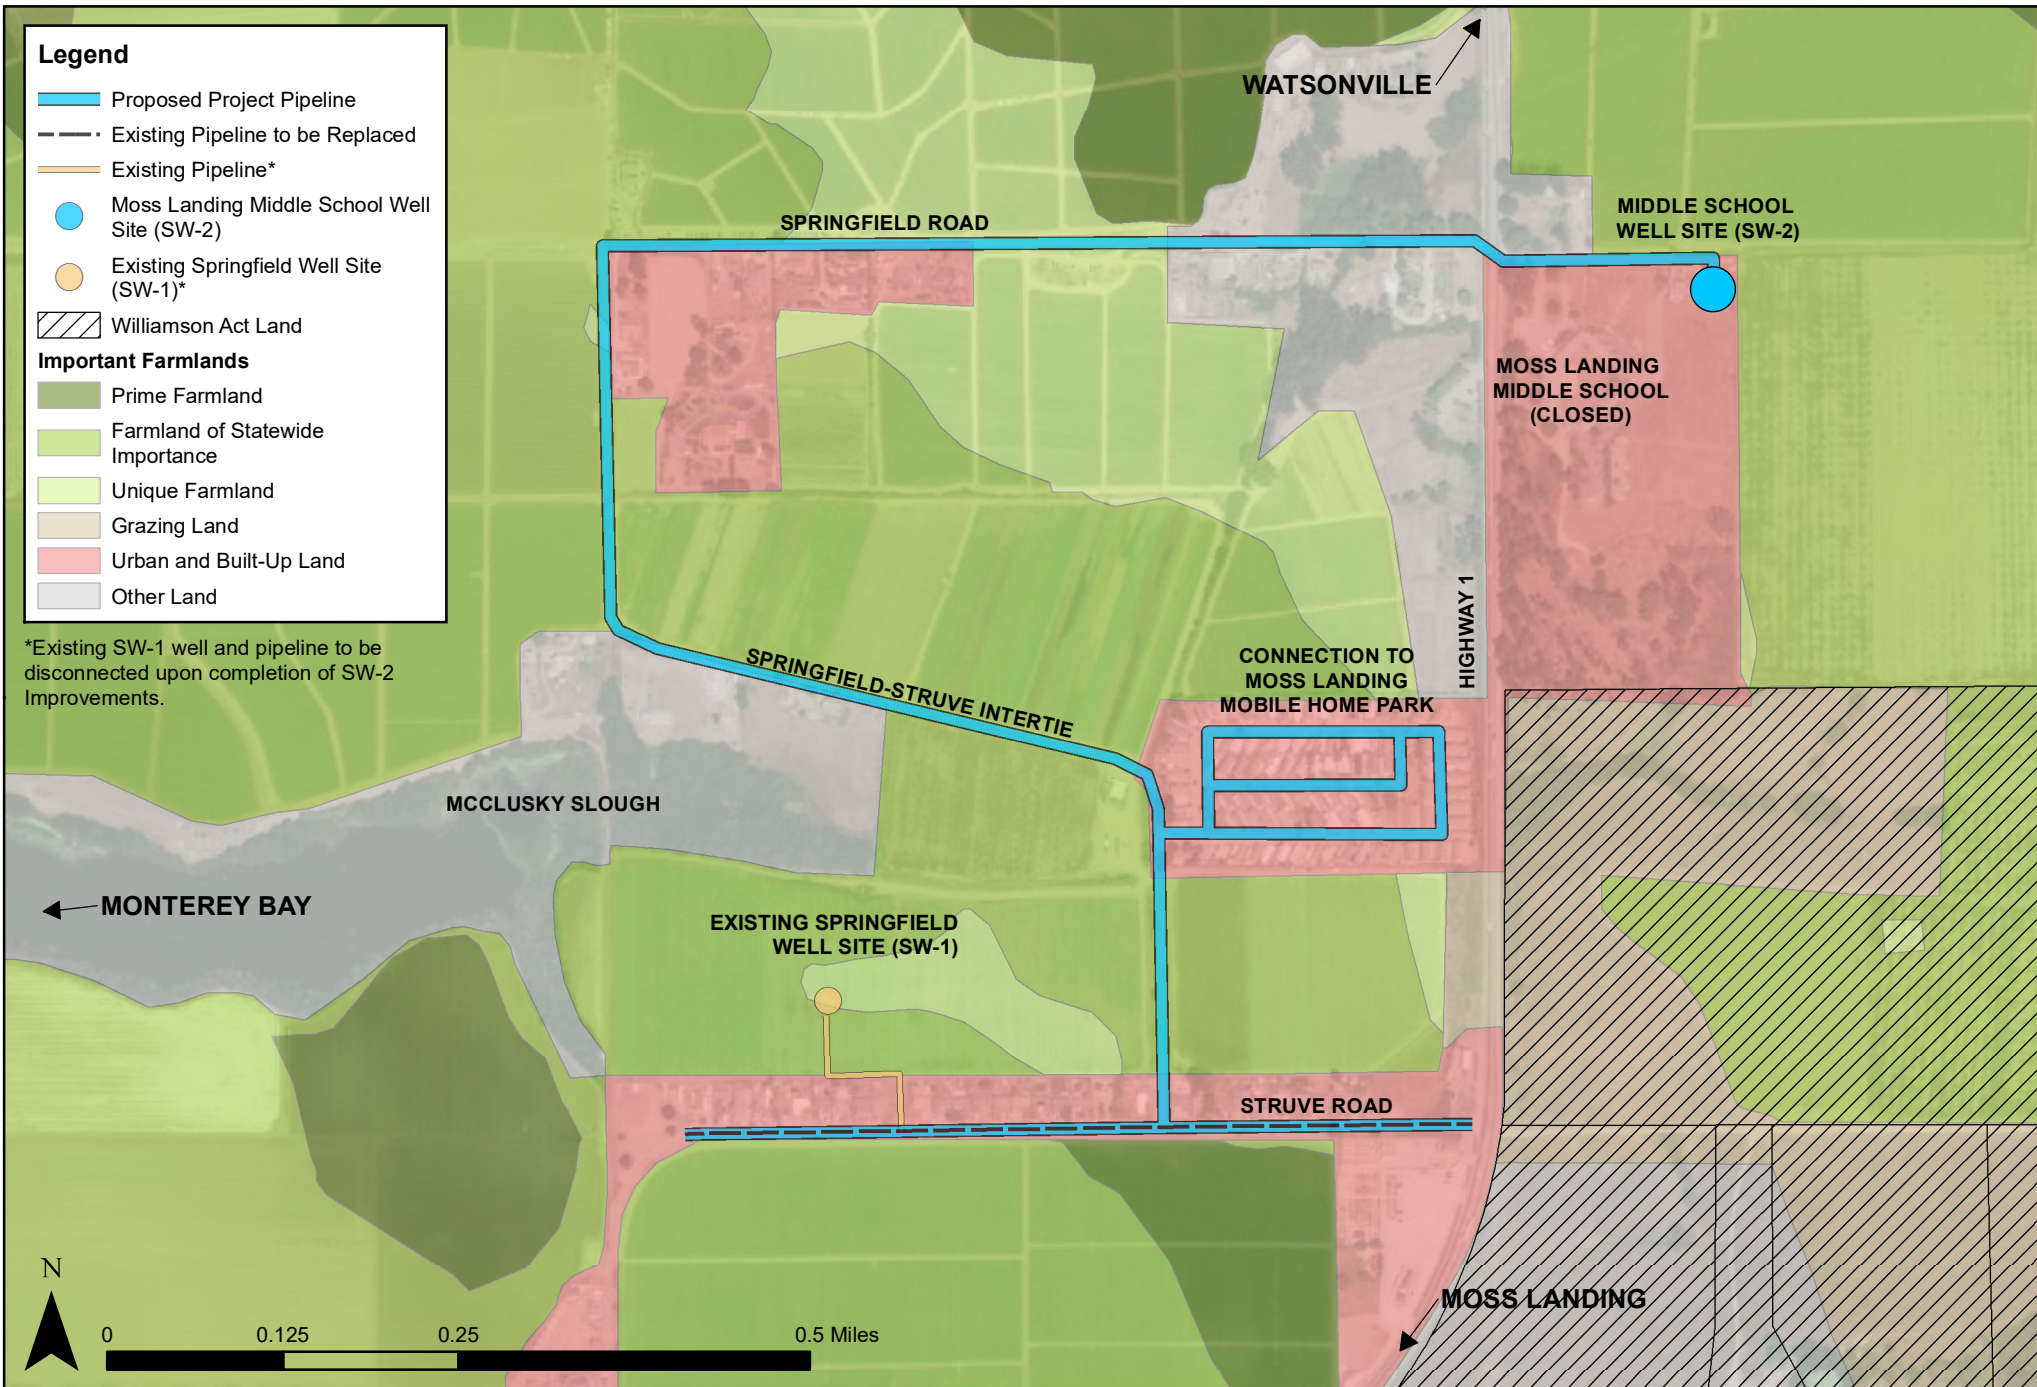 Legend
Proposed Project Pipeline
Existing Pipeline to be Replaced
Existing Pipeline*
Moss Landing Middle School Well
Site (SW-2)
Existing Springfield Well Site
(SW-1)*
Williamson Act Land
Important Farmlands
Prime Farmland
Farmland of Statewide
Importance
Unique Farmland
Grazing Land
Urban and Built-Up Land
Other Land
*Existing SW-1 well and pipeline to be
disconnected upon completion of SW-2
Improvements.
WATSONVILLE
SPRINGFIELD ROAD
MIDDLE SCHOOL
WELL SITE (SW-2)
MOSS LANDING
MIDDLE SCHOOL
(CLOSED)
HIGHWAY 1
SPRINGFIELD-STRUVE INTERTIE
CONNECTION TO
MOSS LANDING
MOBILE HOME PARK
MCCLUSKY SLOUGH
MONTEREY BAY
EXISTING SPRINGFIELD
WELL SITE (SW-1)
STRUVE ROAD
MOSS LANDING
N
0 0.125 0.25 0.5 Miles